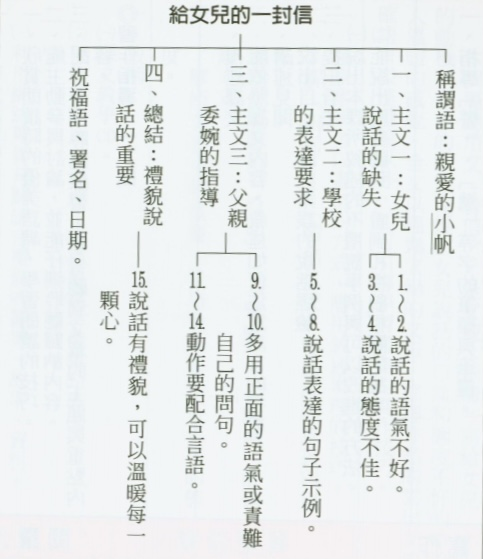 給女兒的一封信
稱謂語：親愛的小帆
一、主文一：女兒
說話的缺失
1.～2.說話的語氣不好。
3.～4.說話的態度不佳。
二、主文二：學校
的表達要求
5.～8.說話表達的句子示例。
三、主文三：父親
委婉的指導
9.～10.多用正面的語氣或責難
自己的問句。
11.～14.動作要配合言語。
四、總結：禮貌說
話的重要
15.說話有禮貌，可以溫暖每一
顆心。
祝福語、署名、日期。